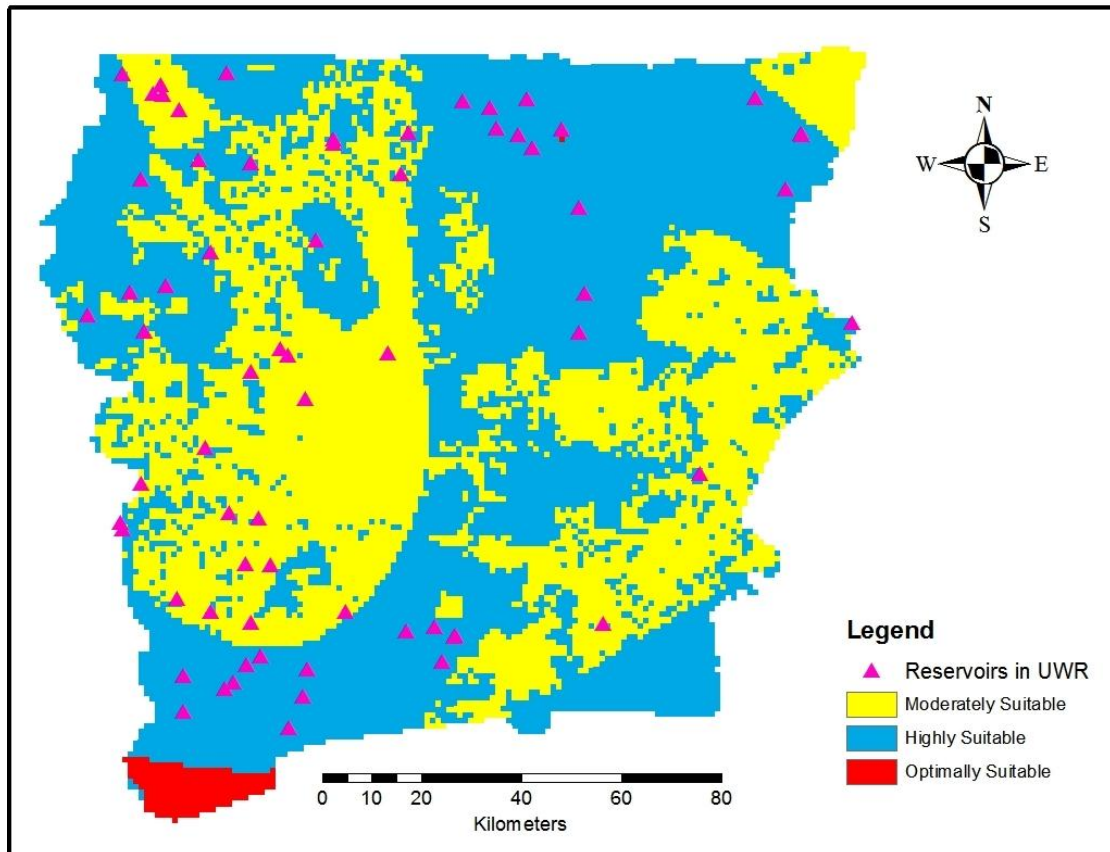 N
W E
S
Legend
Reservoirs in UWR
Moderately Suitable
Highly Suitable
Optimally Suitable
0 10 20 40 60 80
Kilometers